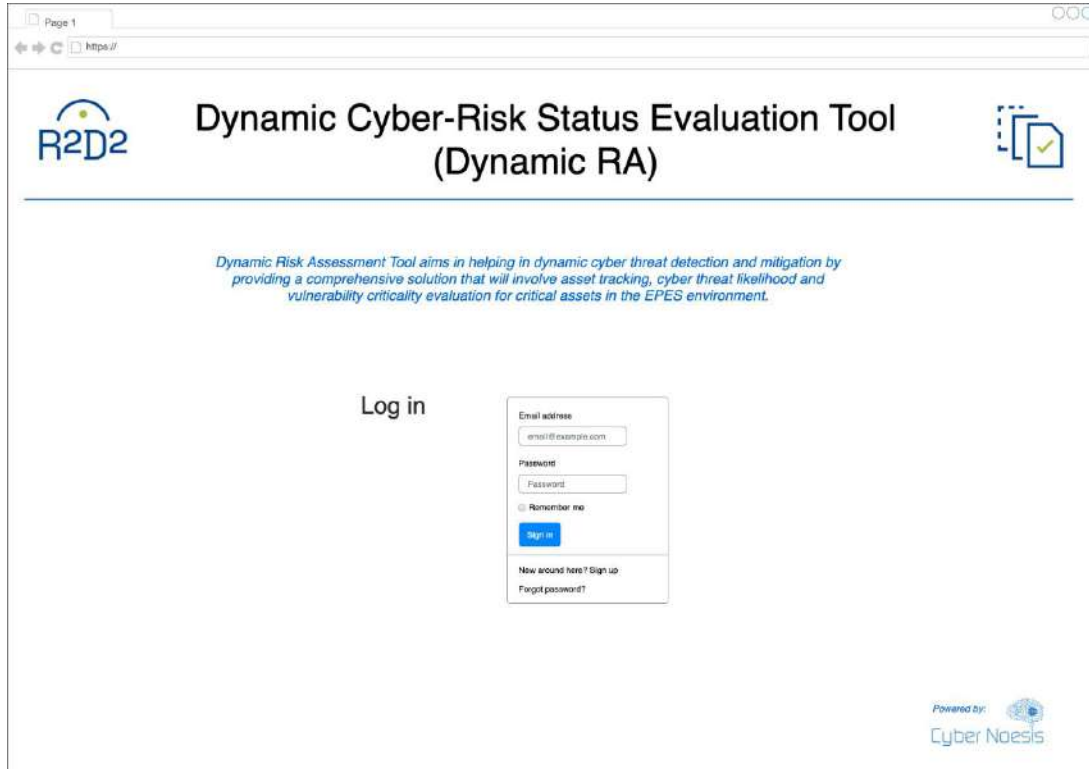 Page 1
https://
R2D2
Dynamic Cyber-Risk Status Evaluation Tool
(Dynamic RA)
Dynamic Risk Assessment Tool aims in helping in dynamic cyber threat detection and mitigation by
providing a comprehensive solution that will involve asset tracking, cyber threat likelihood and
vulnerability criticality evaluation for critical assets in the EPES environment.
Log in
Email address
email@example.com
Password
Password
Remember me
Sign in
New around here? Sign up
Forgot password?
Powered by:
Cyber Noesis